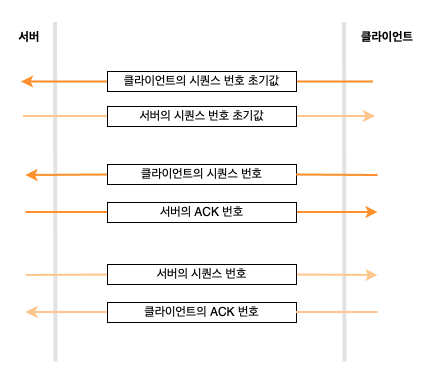 서버
클라이언트
클라이언트의 시퀀스 번호 초기값
서버의 시퀀스 번호 초기값
클라이언트의 시퀀스 번호
서버의 ACK 번호
서버의 시퀀스 번호
클라이언트의 ACK 번호